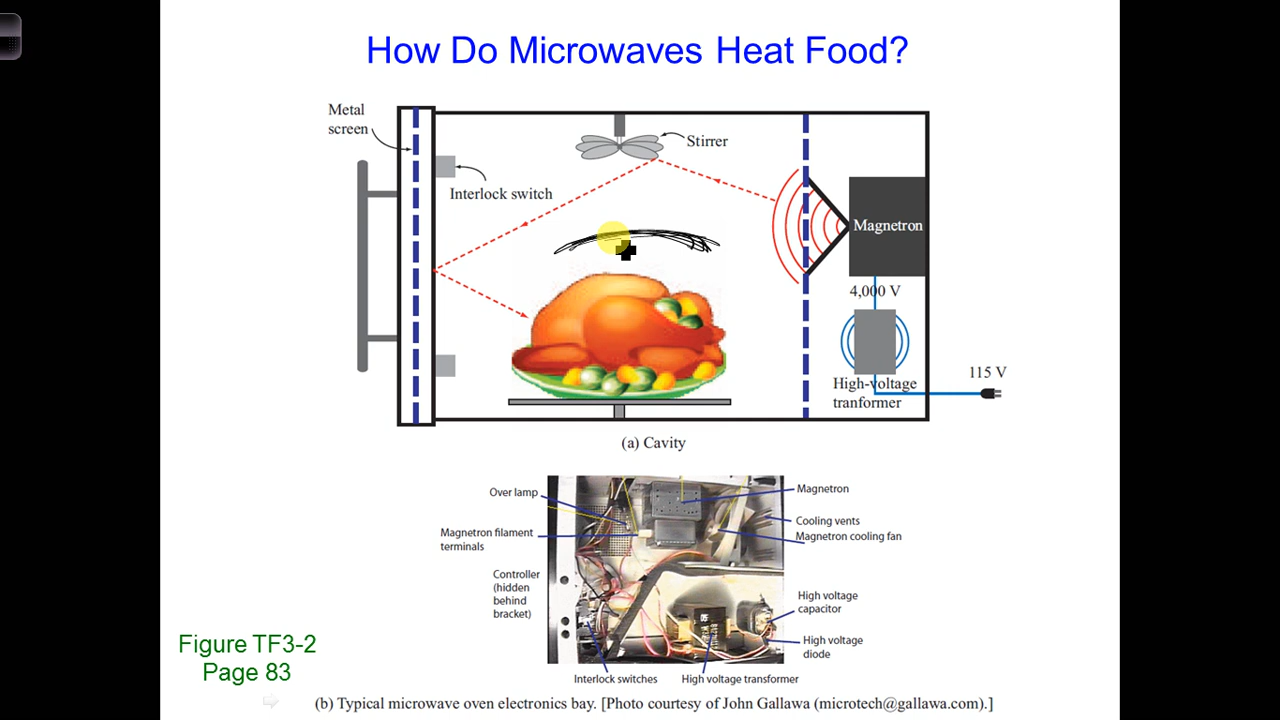 How Do Microwaves Heat Food?
Metal
screen
Stirrer
Interlock switch
Magnetron
4,000 V
115 V
High-voltage
tranformer
(a) Cavity
Over lamp
Magnetron
Magnetron filament
terminals
Cooling vents
Magnetron cooling fan
Controller
(hidden
behind
bracket)
High voltage
capacitor
High voltage
diode
Interlock switches
High voltage transformer
Figure TF3-2
Page 83
(b) Typical microwave oven electronics bay. [Photo courtesy of John Gallawa (microtech@gallawa.com).]